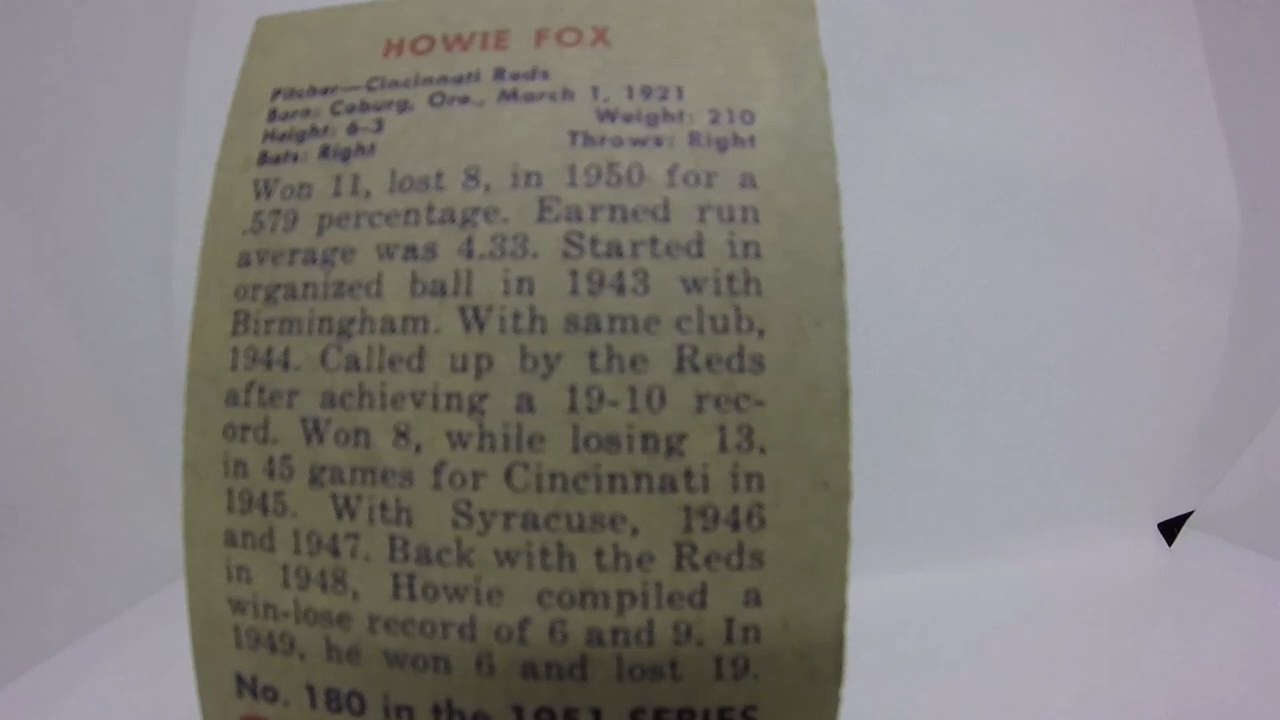 HOWIE FOX
Pitcher—Cincinnati Reds
Born: Coburg, Ore., March 1, 1921
Height: 6-3 Weight: 210
Bats: Right Throws: Right
Won 11, lost 8, in 1950 for a
.579 percentage. Earned run
average was 4.33. Started in
organized ball in 1943 with
Birmingham. With same club,
1944. Called up by the Reds
after achieving a 19-10 rec-
ord. Won 8, while losing 13,
in 45 games for Cincinnati in
1945. With Syracuse, 1946
and 1947. Back with the Reds
in 1948, Howie compiled a
win-lose record of 6 and 9. In
1949, he won 6 and lost 19.
No. 180 in the 1951 SERIES